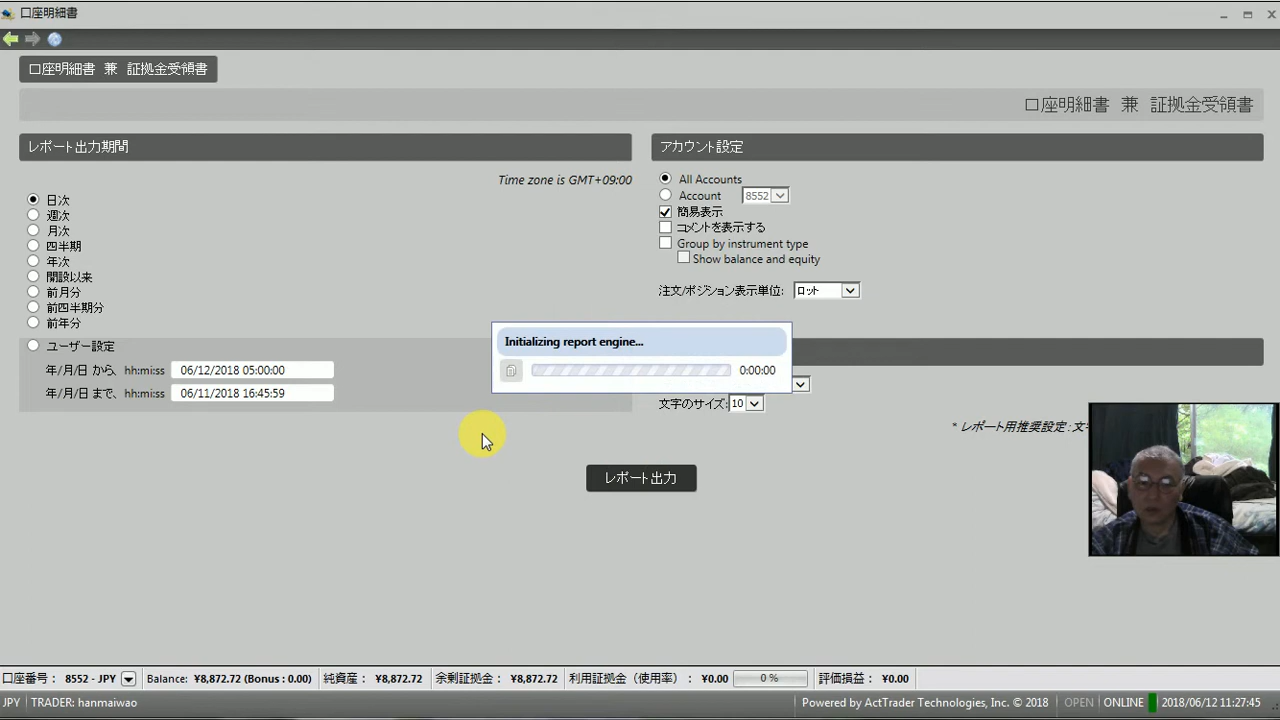 口座明細書
口座明細書 兼 証拠金受領書
口座明細書 兼 証拠金受領書
レポート出力期間
Time zone is GMT+09:00
日次
週次
月次
四半期
年次
開設以来
前月分
前四半期分
前年分
ユーザー設定
年/月/日 から、 hh:mi:ss 06/12/2018 05:00:00
年/月/日 まで、 hh:mi:ss 06/11/2018 16:45:59
アカウント設定
All Accounts
Account 8552
簡易表示
コメントを表示する
Group by instrument type
Show balance and equity
注文/ポジション表示単位: ロット
Initializing report engine...
0:00:00
文字のサイズ: 10
* レポート用推奨設定：文
レポート出力
口座番号： 8552 - JPY Balance: ¥8,872.72 (Bonus : 0.00) 純資産： ¥8,872.72 余剰証拠金： ¥8,872.72 利用証拠金（使用率）： ¥0.00 0 % 評価損益： ¥0.00
JPY TRADER: hanmaiwao Powered by ActTrader Technologies, Inc. © 2018 OPEN ONLINE 2018/06/12 11:27:45